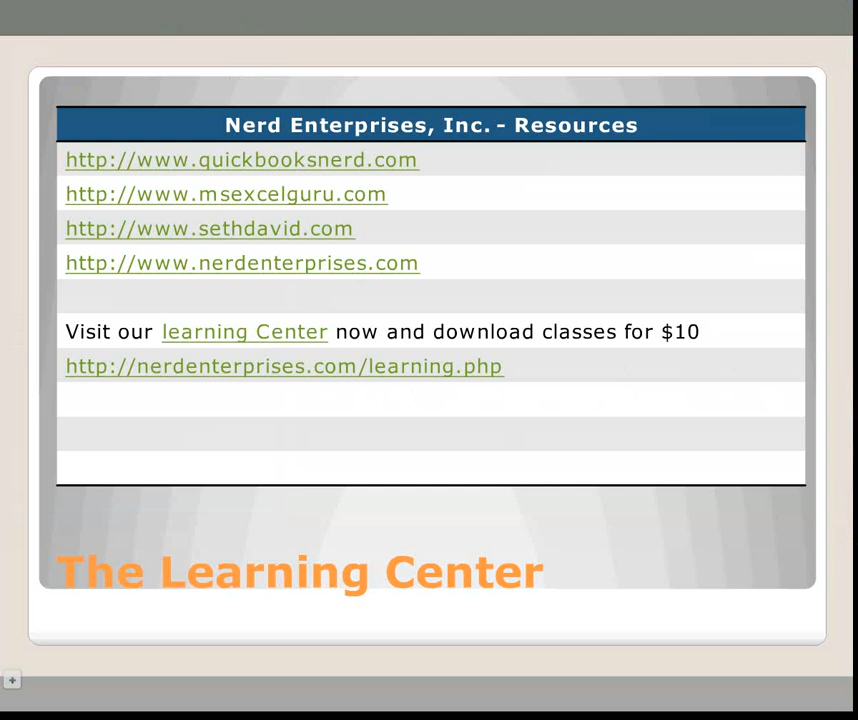 Nerd Enterprises, Inc. - Resources
http://www.quickbooksnerd.com
http://www.msexcelguru.com
http://www.sethdavid.com
http://www.nerdenterprises.com
Visit our learning Center now and download classes for $10
http://nerdenterprises.com/learning.php
The Learning Center